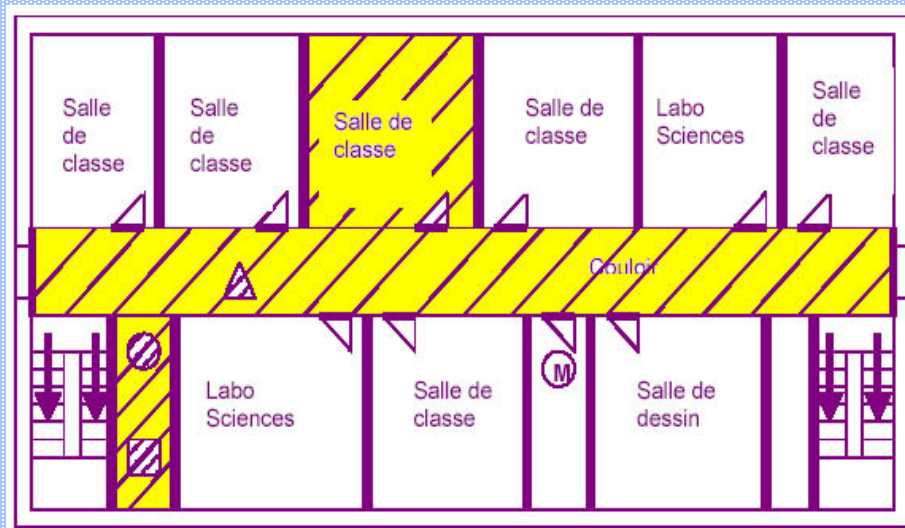 Salle
de
classe
Salle
de
classe
Salle de
classe
Salle de
classe
Labo
Sciences
Salle
de
classe
Couloir
Labo
Sciences
Salle de
classe
M
Salle de
dessin